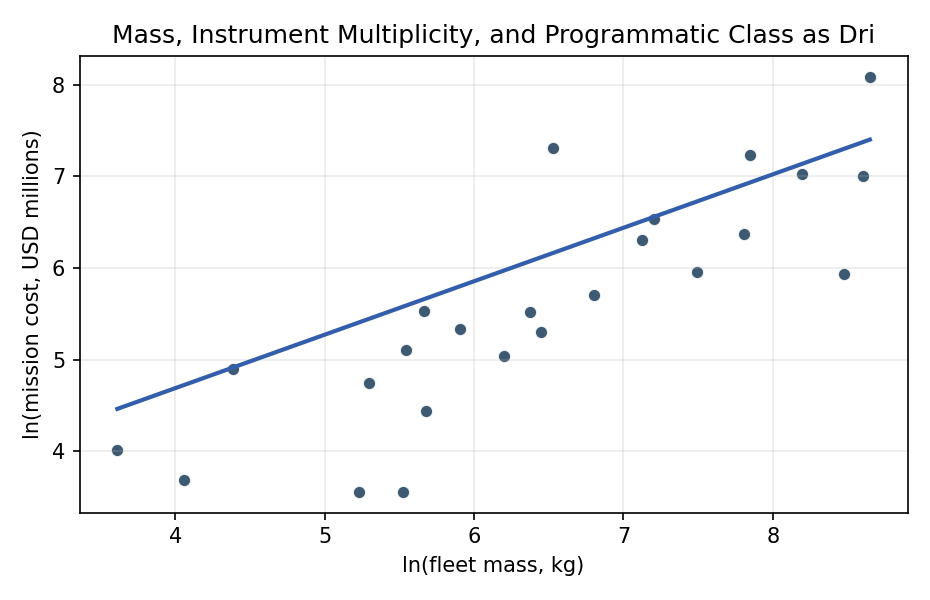 Mass, Instrument Multiplicity, and Programmatic Class as Dri
ln(mission cost, USD millions)
8
7
6
5
4
4 5 6 7 8
ln(fleet mass, kg)